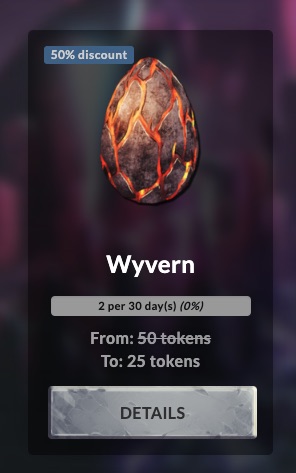 50% discount
Wyvern
2 per 30 day(s) (0%)
From: 50 tokens
To: 25 tokens
DETAILS